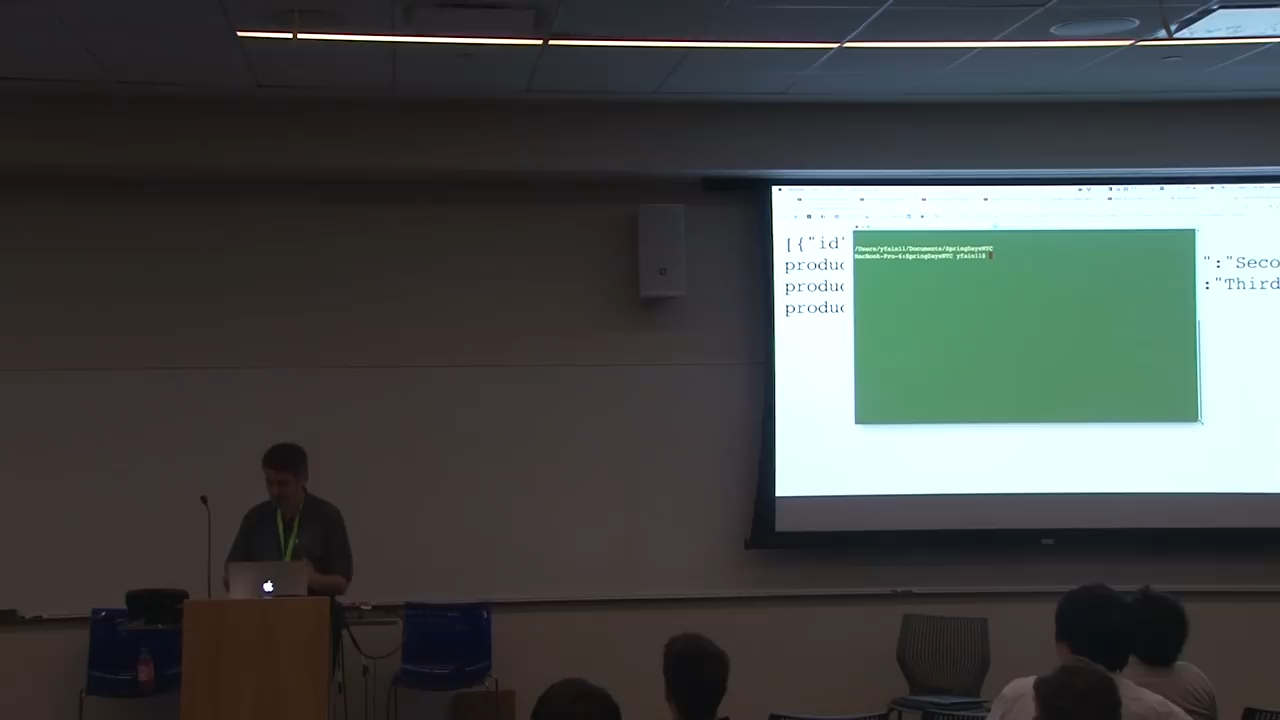 [{"id"
produc
produc
produc
":"Seco
:"Third
/Users/yfain11/Documents/SpringDaysNYC
MacBook-Pro-6:SpringDaysNYC yfain11$